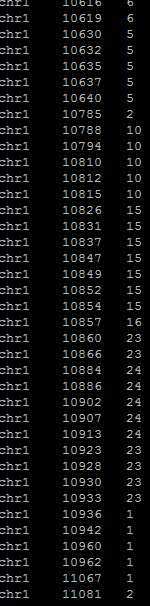 chr1 10616 6
chr1 10619 6
chr1 10630 5
chr1 10632 5
chr1 10635 5
chr1 10637 5
chr1 10640 5
chr1 10785 2
chr1 10788 10
chr1 10794 10
chr1 10810 10
chr1 10812 10
chr1 10815 10
chr1 10826 15
chr1 10831 15
chr1 10837 15
chr1 10847 15
chr1 10849 15
chr1 10852 15
chr1 10854 15
chr1 10857 16
chr1 10860 23
chr1 10866 23
chr1 10884 24
chr1 10886 24
chr1 10902 24
chr1 10907 24
chr1 10913 24
chr1 10923 23
chr1 10928 23
chr1 10930 23
chr1 10933 23
chr1 10936 1
chr1 10942 1
chr1 10960 1
chr1 10962 1
chr1 11067 1
chr1 11081 2